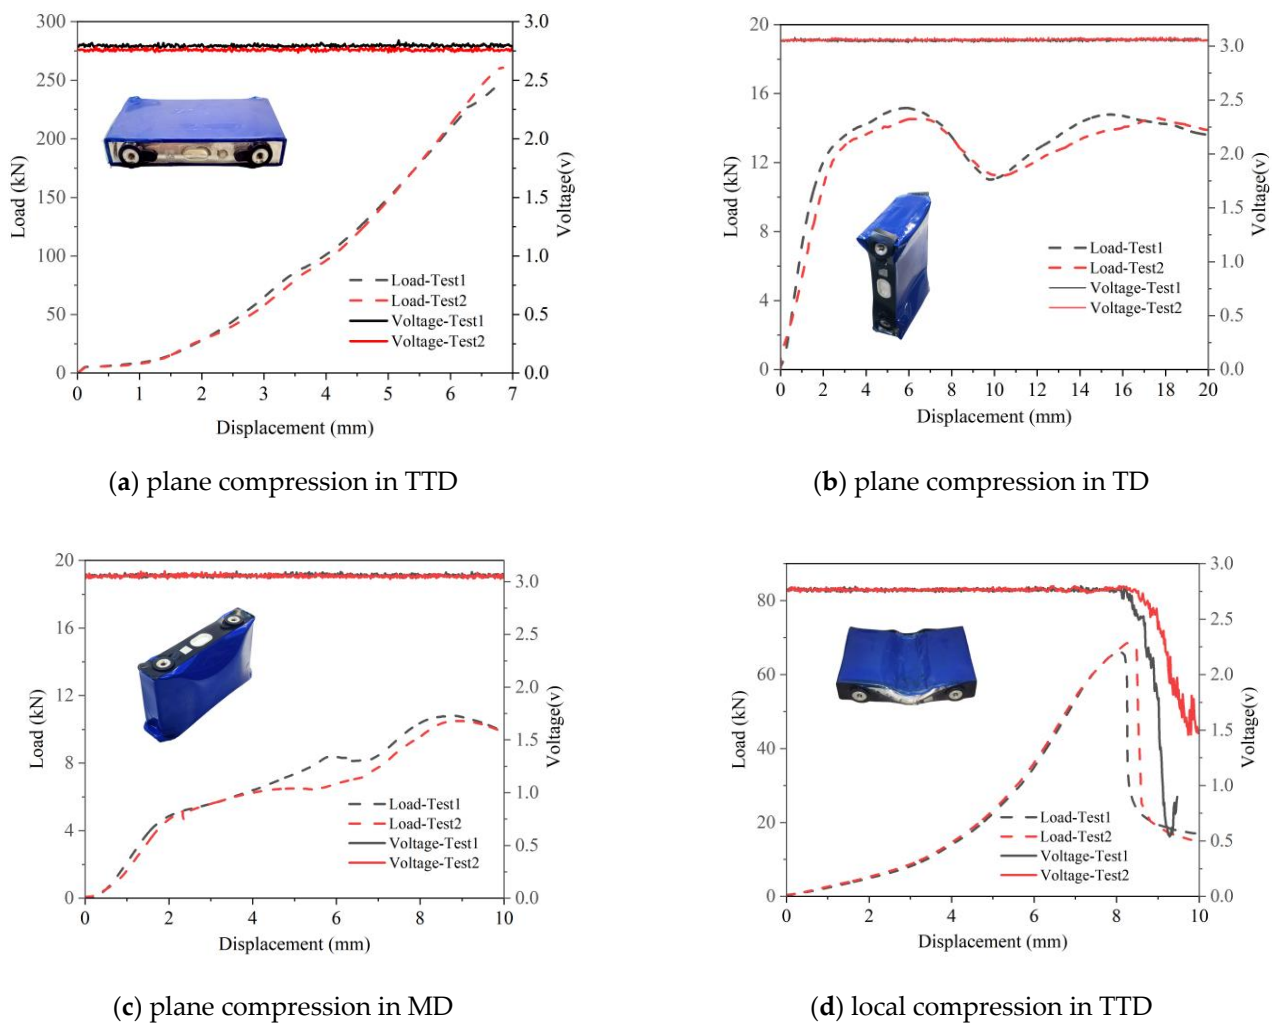 300
250
200
150
100
50
0
Load (kN)
3.0
2.5
2.0
1.5
1.0
0.5
0.0
Voltage(v)
Load-Test1
Load-Test2
Voltage-Test1
Voltage-Test2
0 1 2 3 4 5 6 7
Displacement (mm)
(a) plane compression in TTD
20
16
12
8
4
0
Load (kN)
3.0
2.5
2.0
1.5
1.0
0.5
0.0
Voltage(v)
Load-Test1
Load-Test2
Voltage-Test1
Voltage-Test2
0 2 4 6 8 10 12 14 16 18 20
Displacement (mm)
(b) plane compression in TD
20
16
12
8
4
0
Load (kN)
3.0
2.5
2.0
1.5
1.0
0.5
0.0
Voltage(v)
Load-Test1
Load-Test2
Voltage-Test1
Voltage-Test2
0 2 4 6 8 10
Displacement (mm)
(c) plane compression in MD
80
60
40
20
0
Load (kN)
3.0
2.5
2.0
1.5
1.0
0.5
0.0
Voltage(v)
Load-Test1
Load-Test2
Voltage-Test1
Voltage-Test2
0 2 4 6 8 10
Displacement (mm)
(d) local compression in TTD